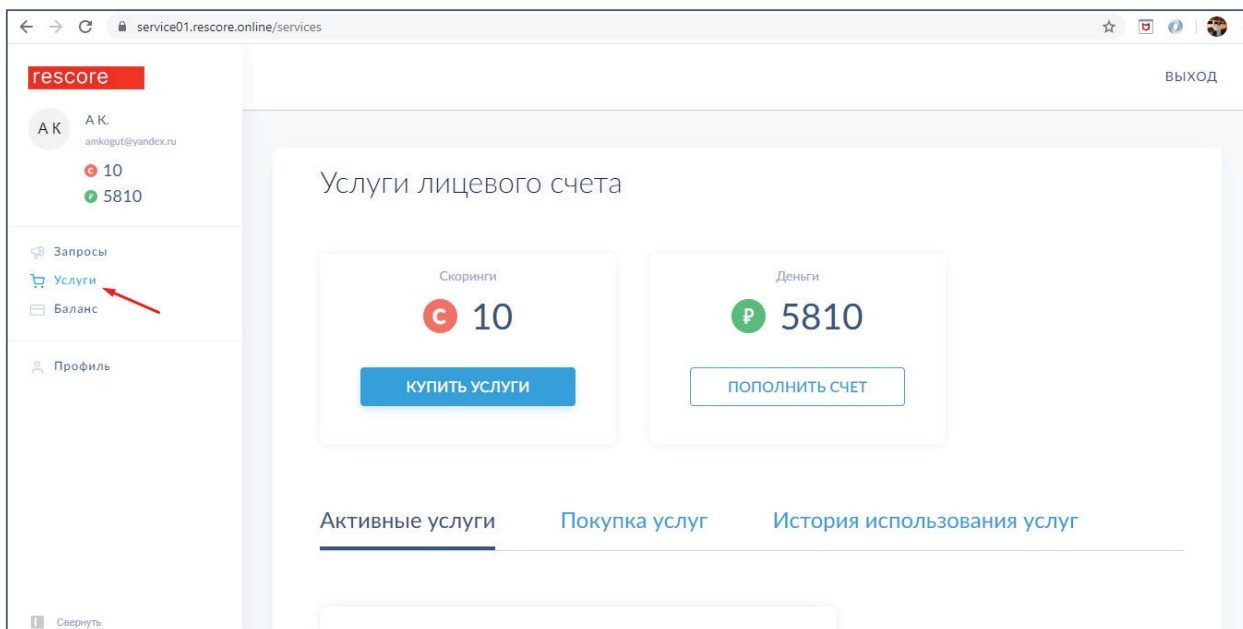 service01.rescore.online/services
rescore
ВЫХОД
А К
А К.
amkogut@yandex.ru
С 10
₽ 5810
Запросы
Услуги
Баланс
Профиль
Свернуть
Услуги лицевого счета
Скоринги
С 10
КУПИТЬ УСЛУГИ
Деньги
₽ 5810
ПОПОЛНИТЬ СЧЕТ
Активные услуги Покупка услуг История использования услуг